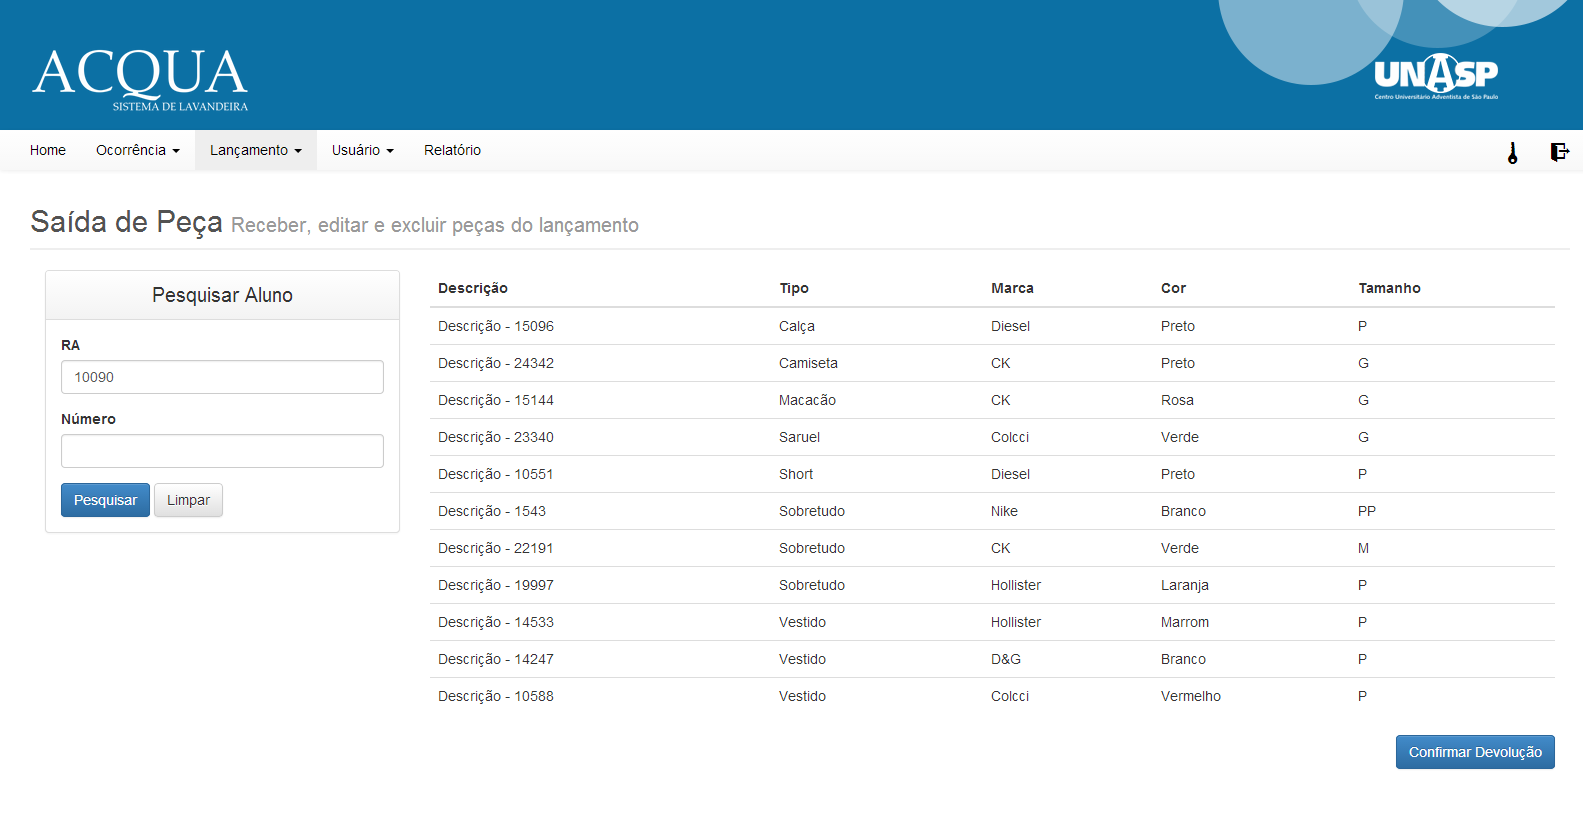 ACQUA
SISTEMA DE LAVANDEIRA
UNASP
Centro Universitário Adventista de São Paulo
Home Ocorrência Lançamento Usuário Relatório
Saída de Peça Receber, editar e excluir peças do lançamento
Pesquisar Aluno
RA
10090
Número
Pesquisar Limpar
Descrição Tipo Marca Cor Tamanho
Descrição - 15096 Calça Diesel Preto P
Descrição - 24342 Camiseta CK Preto G
Descrição - 15144 Macacão CK Rosa G
Descrição - 23340 Saruel Colcci Verde G
Descrição - 10551 Short Diesel Preto P
Descrição - 1543 Sobretudo Nike Branco PP
Descrição - 22191 Sobretudo CK Verde M
Descrição - 19997 Sobretudo Hollister Laranja P
Descrição - 14533 Vestido Hollister Marrom P
Descrição - 14247 Vestido D&G Branco P
Descrição - 10588 Vestido Colcci Vermelho P
Confirmar Devolução